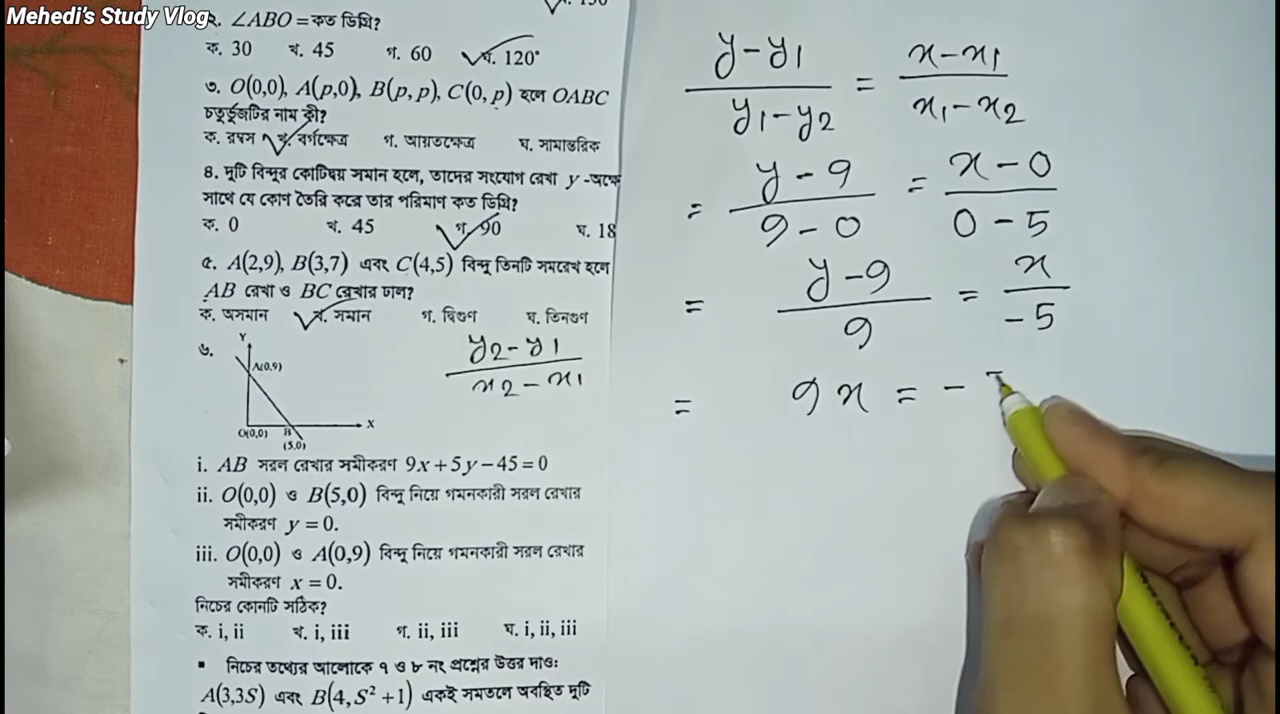 Mehedi's Study Vlog
২. ∠ABO = কত ডিগ্রি?
ক. 30 খ. 45 গ. 60 ঘ. 120°
৩. O(0,0), A(p,0), B(p, p), C(0, p) হলে OABC
চতুর্ভুজটির নাম কী?
ক. রম্বস খ. বর্গক্ষেত্র গ. আয়তক্ষেত্র ঘ. সামান্তরিক
৪. দুটি বিন্দুর কোটিদ্বয় সমান হলে, তাদের সংযোগ রেখা y -অক্ষে
সাথে যে কোণ তৈরি করে তার পরিমাণ কত ডিগ্রি?
ক. 0 খ. 45 গ. 90 ঘ. 18
৫. A(2,9), B(3,7) এবং C(4,5) বিন্দু তিনটি সমরেখ হলে
AB রেখা ও BC রেখার ঢাল?
ক. অসমান খ. সমান গ. দ্বিগুণ ঘ. তিনগুণ
৬.
Y
A(0,9)
O(0,0) B X
(5,0)
y2 - y1
x2 - x1
i. AB সরল রেখার সমীকরণ 9x + 5y − 45 = 0
ii. O(0,0) ও B(5,0) বিন্দু দিয়ে গমনকারী সরল রেখার
সমীকরণ y = 0.
iii. O(0,0) ও A(0,9) বিন্দু দিয়ে গমনকারী সরল রেখার
সমীকরণ x = 0.
নিচের কোনটি সঠিক?
ক. i, ii খ. i, iii গ. ii, iii ঘ. i, ii, iii
▪ নিচের তথ্যের আলোকে ৭ ও ৮ নং প্রশ্নের উত্তর দাও:
A(3,3S) এবং B(4, S² +1) একই সমতলে অবস্থিত দুটি
y-y1 = x-x1
y1-y2 x1-x2
= y-9 = x-0
9-0 0-5
= y-9 = x
9 -5
= 9x = -